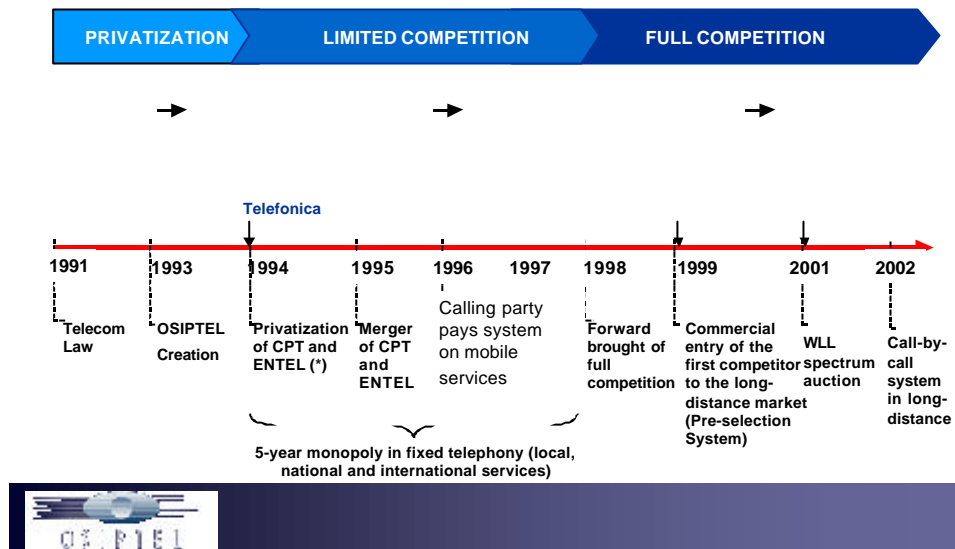 PRIVATIZATION
LIMITED COMPETITION
FULL COMPETITION
Telefonica
1991
1993
1994
1995
1996
1997
1998
1999
2001
2002
Telecom
Law
OSIPTEL
Creation
Privatization
of CPT and
ENTEL (*)
Merger
of CPT
and
ENTEL
Calling party
pays system
on mobile
services
Forward
brought of
full
competition
Commercial
entry of the
first competitor
to the long-
distance market
(Pre-selection
System)
WLL
spectrum
auction
Call-by-
call
system
in long-
distance
5-year monopoly in fixed telephony (local,
national and international services)
OSIPTEL